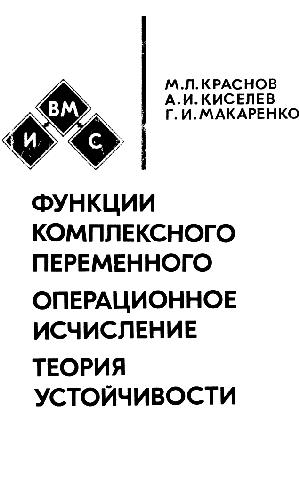 М.Л.КРАСНОВ
А.И.КИСЕЛЕВ
Г.И.МАКАРЕНКО
ВМ
И С
ФУНКЦИИ
КОМПЛЕКСНОГО
ПЕРЕМЕННОГО
ОПЕРАЦИОННОЕ
ИСЧИСЛЕНИЕ
ТЕОРИЯ
УСТОЙЧИВОСТИ